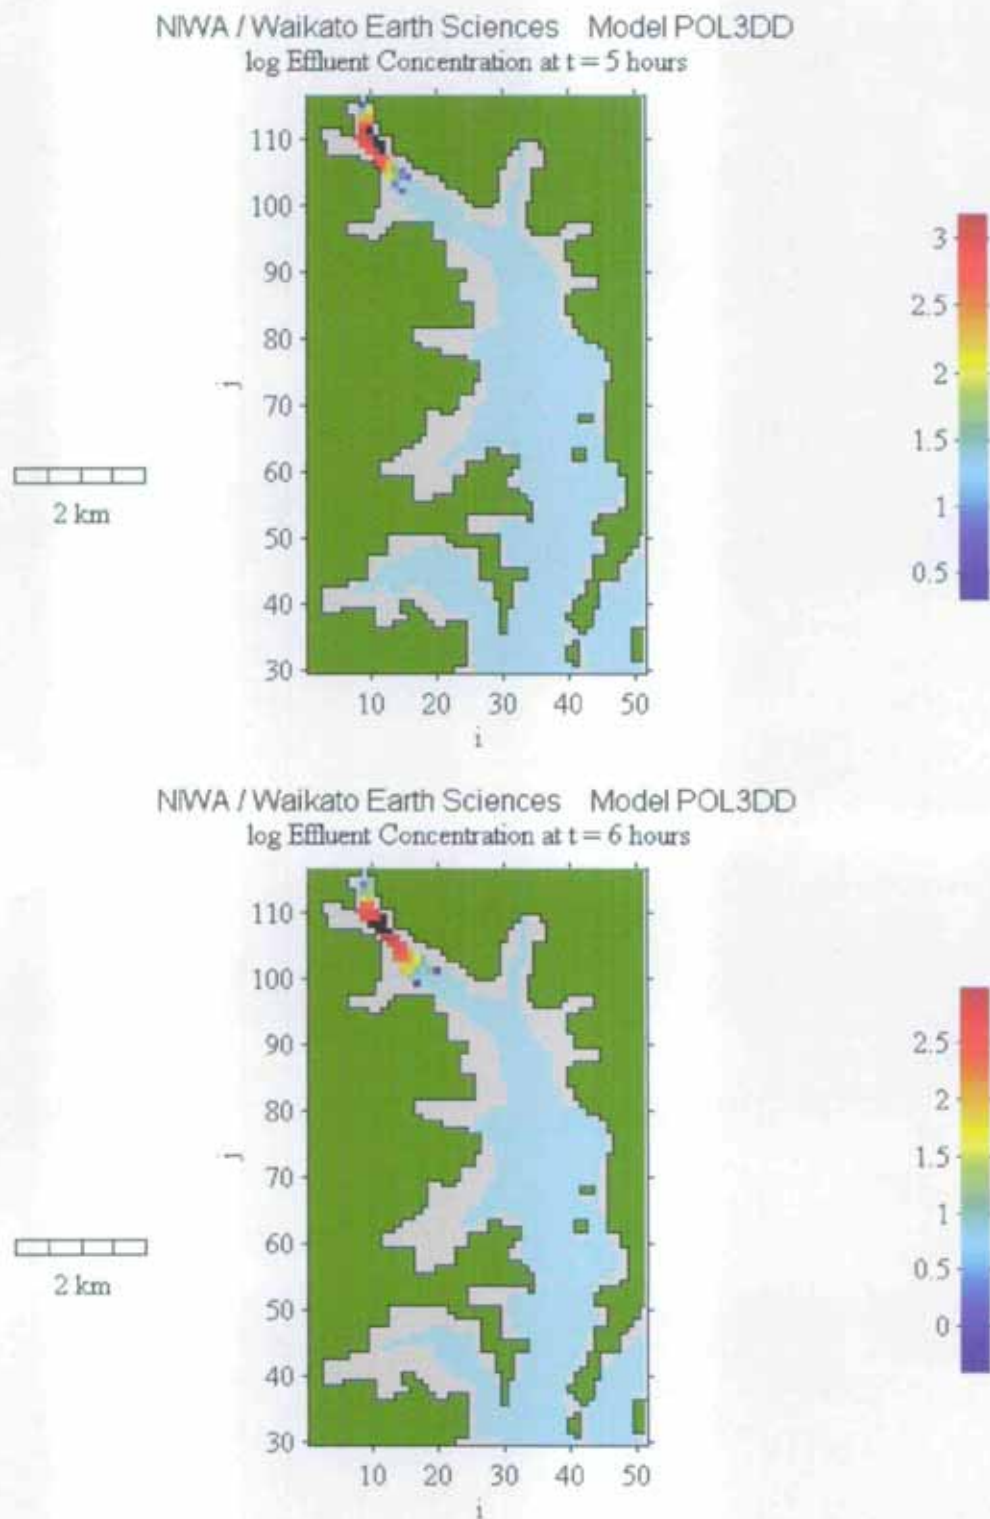 NIWA / Waikato Earth Sciences Model POL3DD
log Effluent Concentration at t = 5 hours
110
100
90
80
70
60
50
40
30
j
10 20 30 40 50
i
2 km
3
2.5
2
1.5
1
0.5
NIWA / Waikato Earth Sciences Model POL3DD
log Effluent Concentration at t = 6 hours
110
100
90
80
70
60
50
40
30
j
10 20 30 40 50
i
2 km
2.5
2
1.5
1
0.5
0